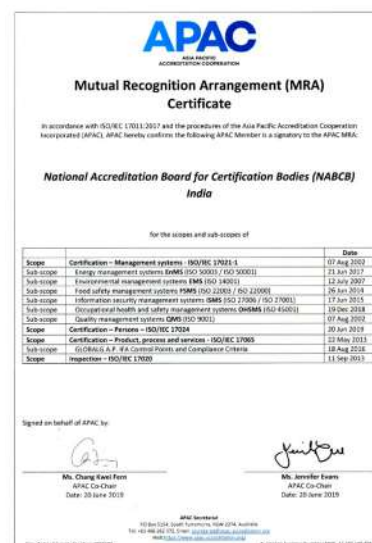 APAC
ASIA PACIFIC
ACCREDITATION COOPERATION
Mutual Recognition Arrangement (MRA)
Certificate
In accordance with ISO/IEC 17011:2017 and the procedures of the Asia Pacific Accreditation Cooperation
Incorporated (APAC), APAC hereby confirms the following APAC Member is a signatory to the APAC MRA:
National Accreditation Board for Certification Bodies (NABCB)
India
for the scopes and sub-scopes of
Date
Scope Certification – Management systems - ISO/IEC 17021-1 07 Aug 2002
Sub-scope Energy management systems EnMS (ISO 50003 / ISO 50001) 21 Jun 2017
Sub-scope Environmental management systems EMS (ISO 14001) 12 July 2007
Sub-scope Food safety management systems FSMS (ISO 22003 / ISO 22000) 26 Jun 2014
Sub-scope Information security management systems ISMS (ISO 27006 / ISO 27001) 17 Jun 2015
Sub-scope Occupational health and safety management systems OHSMS (ISO 45001) 19 Dec 2018
Sub-scope Quality management systems QMS (ISO 9001) 07 Aug 2002
Scope Certification – Persons – ISO/IEC 17024 20 Jun 2019
Scope Certification – Product, process and services - ISO/IEC 17065 22 May 2013
Sub-scope GLOBALG.A.P. IFA Control Points and Compliance Criteria 18 Aug 2016
Scope Inspection – ISO/IEC 17020 11 Sep 2013
Signed on behalf of APAC by:
Ms. Chang Kwei Fern
APAC Co-Chair
Date: 20 June 2019
Ms. Jennifer Evans
APAC Co-Chair
Date: 20 June 2019
APAC Secretariat